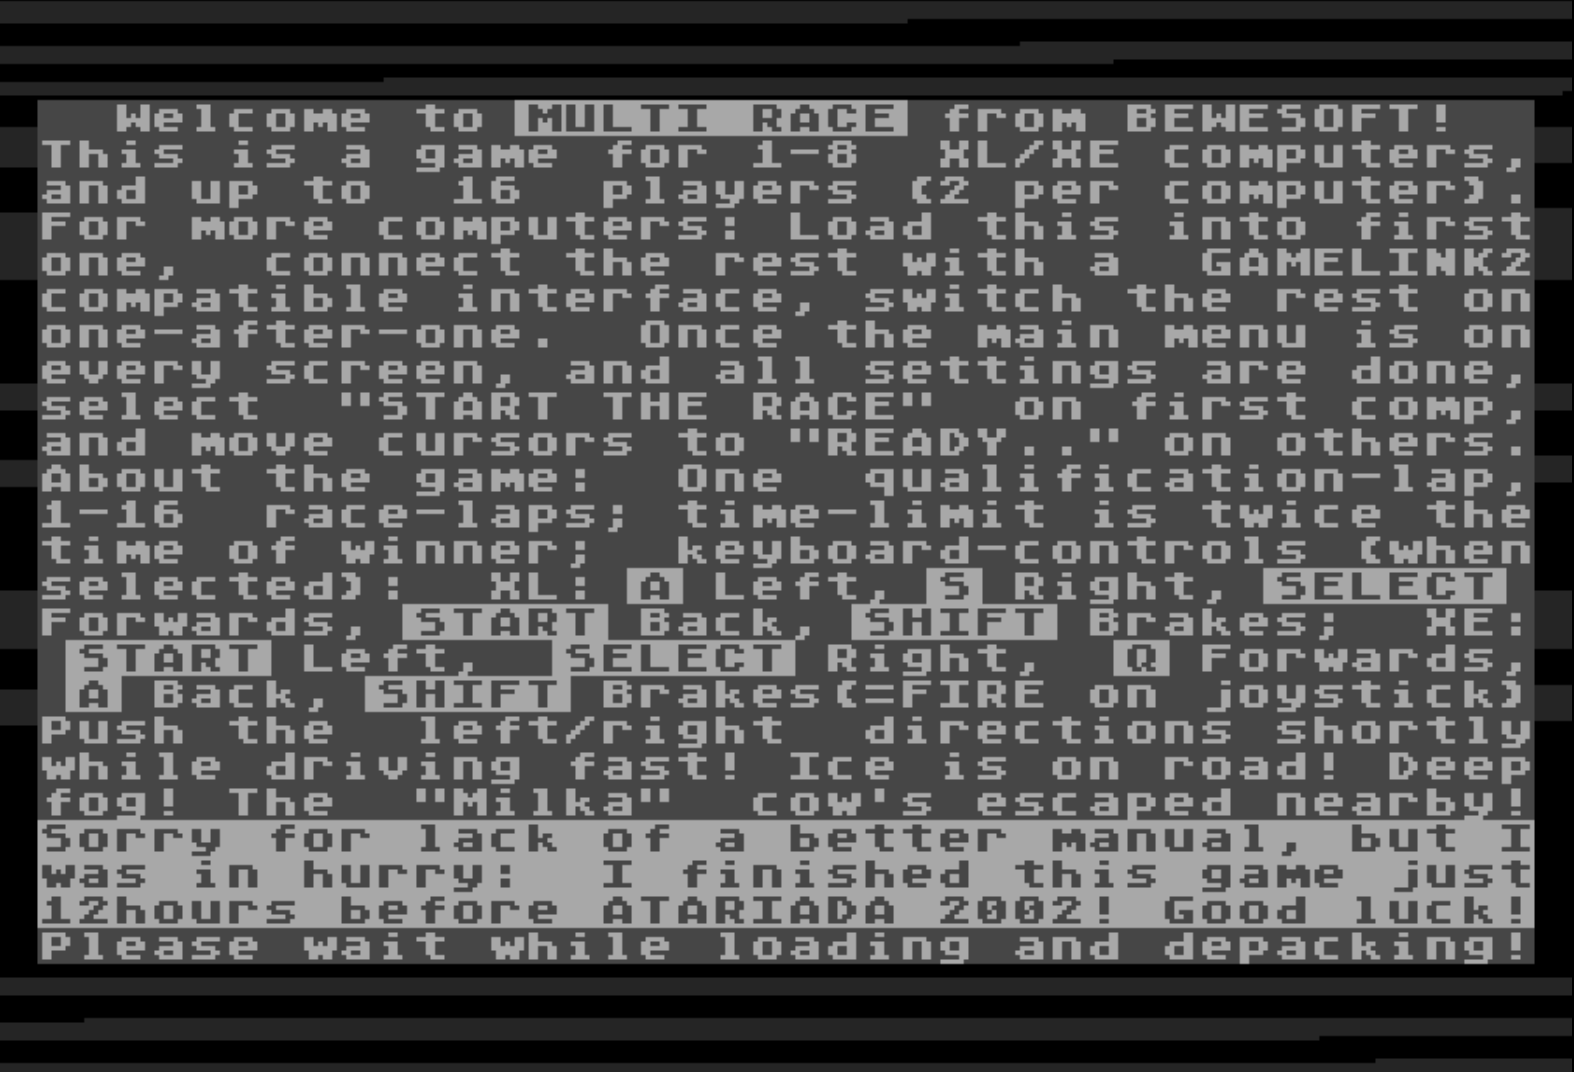 Welcome to MULTI RACE from BEWESOFT!
This is a game for 1-8 XL/XE computers,
and up to 16 players (2 per computer).
For more computers: Load this into first
one, connect the rest with a GAMELINK2
compatible interface, switch the rest on
one-after-one. Once the main menu is on
every screen, and all settings are done,
select "START THE RACE" on first comp,
and move cursors to "READY.." on others.
About the game: One qualification-lap,
1-16 race-laps; time-limit is twice the
time of winner; keyboard-controls (when
selected): XL: A Left, S Right, SELECT
Forwards, START Back, SHIFT Brakes; XE:
START Left, SELECT Right, Q Forwards,
A Back, SHIFT Brakes(=FIRE on joystick)
Push the left/right directions shortly
while driving fast! Ice is on road! Deep
fog! The "Milka" cow's escaped nearby!
Sorry for lack of a better manual, but I
was in hurry: I finished this game just
12hours before ATARIADA 2002! Good luck!
Please wait while loading and depacking!